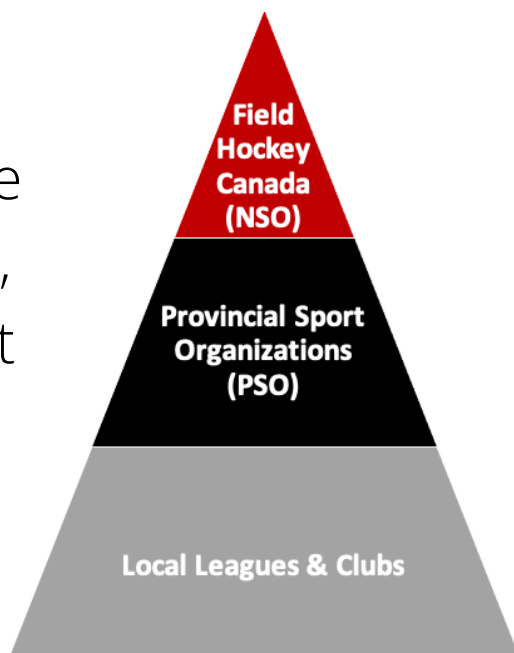 Field
Hockey
Canada
(NSO)
e
,
t
Provincial Sport
Organizations
(PSO)
Local Leagues & Clubs